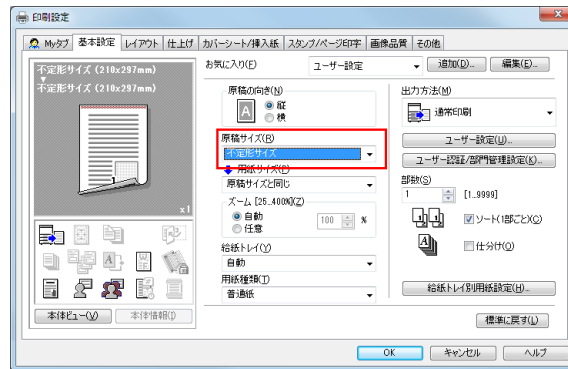 印刷設定
Myタブ 基本設定 レイアウト 仕上げ カバーシート/挿入紙 スタンプ/ページ印字 画像品質 その他
不定形サイズ (210x297mm)
不定形サイズ (210x297mm)
x1
本体ビュー(V) 本体情報(I)
お気に入り(F) ユーザー設定 追加(D)... 編集(E)...
原稿の向き(N)
縦
横
原稿サイズ(R)
不定形サイズ
用紙サイズ(P)
原稿サイズと同じ
ズーム [25..400%](Z)
自動
任意
100 %
給紙トレイ(Y)
自動
用紙種類(T)
普通紙
出力方法(M)
通常印刷
ユーザー設定(U)...
ユーザー認証/部門管理設定(K)...
部数(S)
1 [1..9999]
ソート(1部ごと)(C)
仕分け(O)
給紙トレイ別用紙設定(H)...
標準に戻す(L)
OK キャンセル ヘルプ